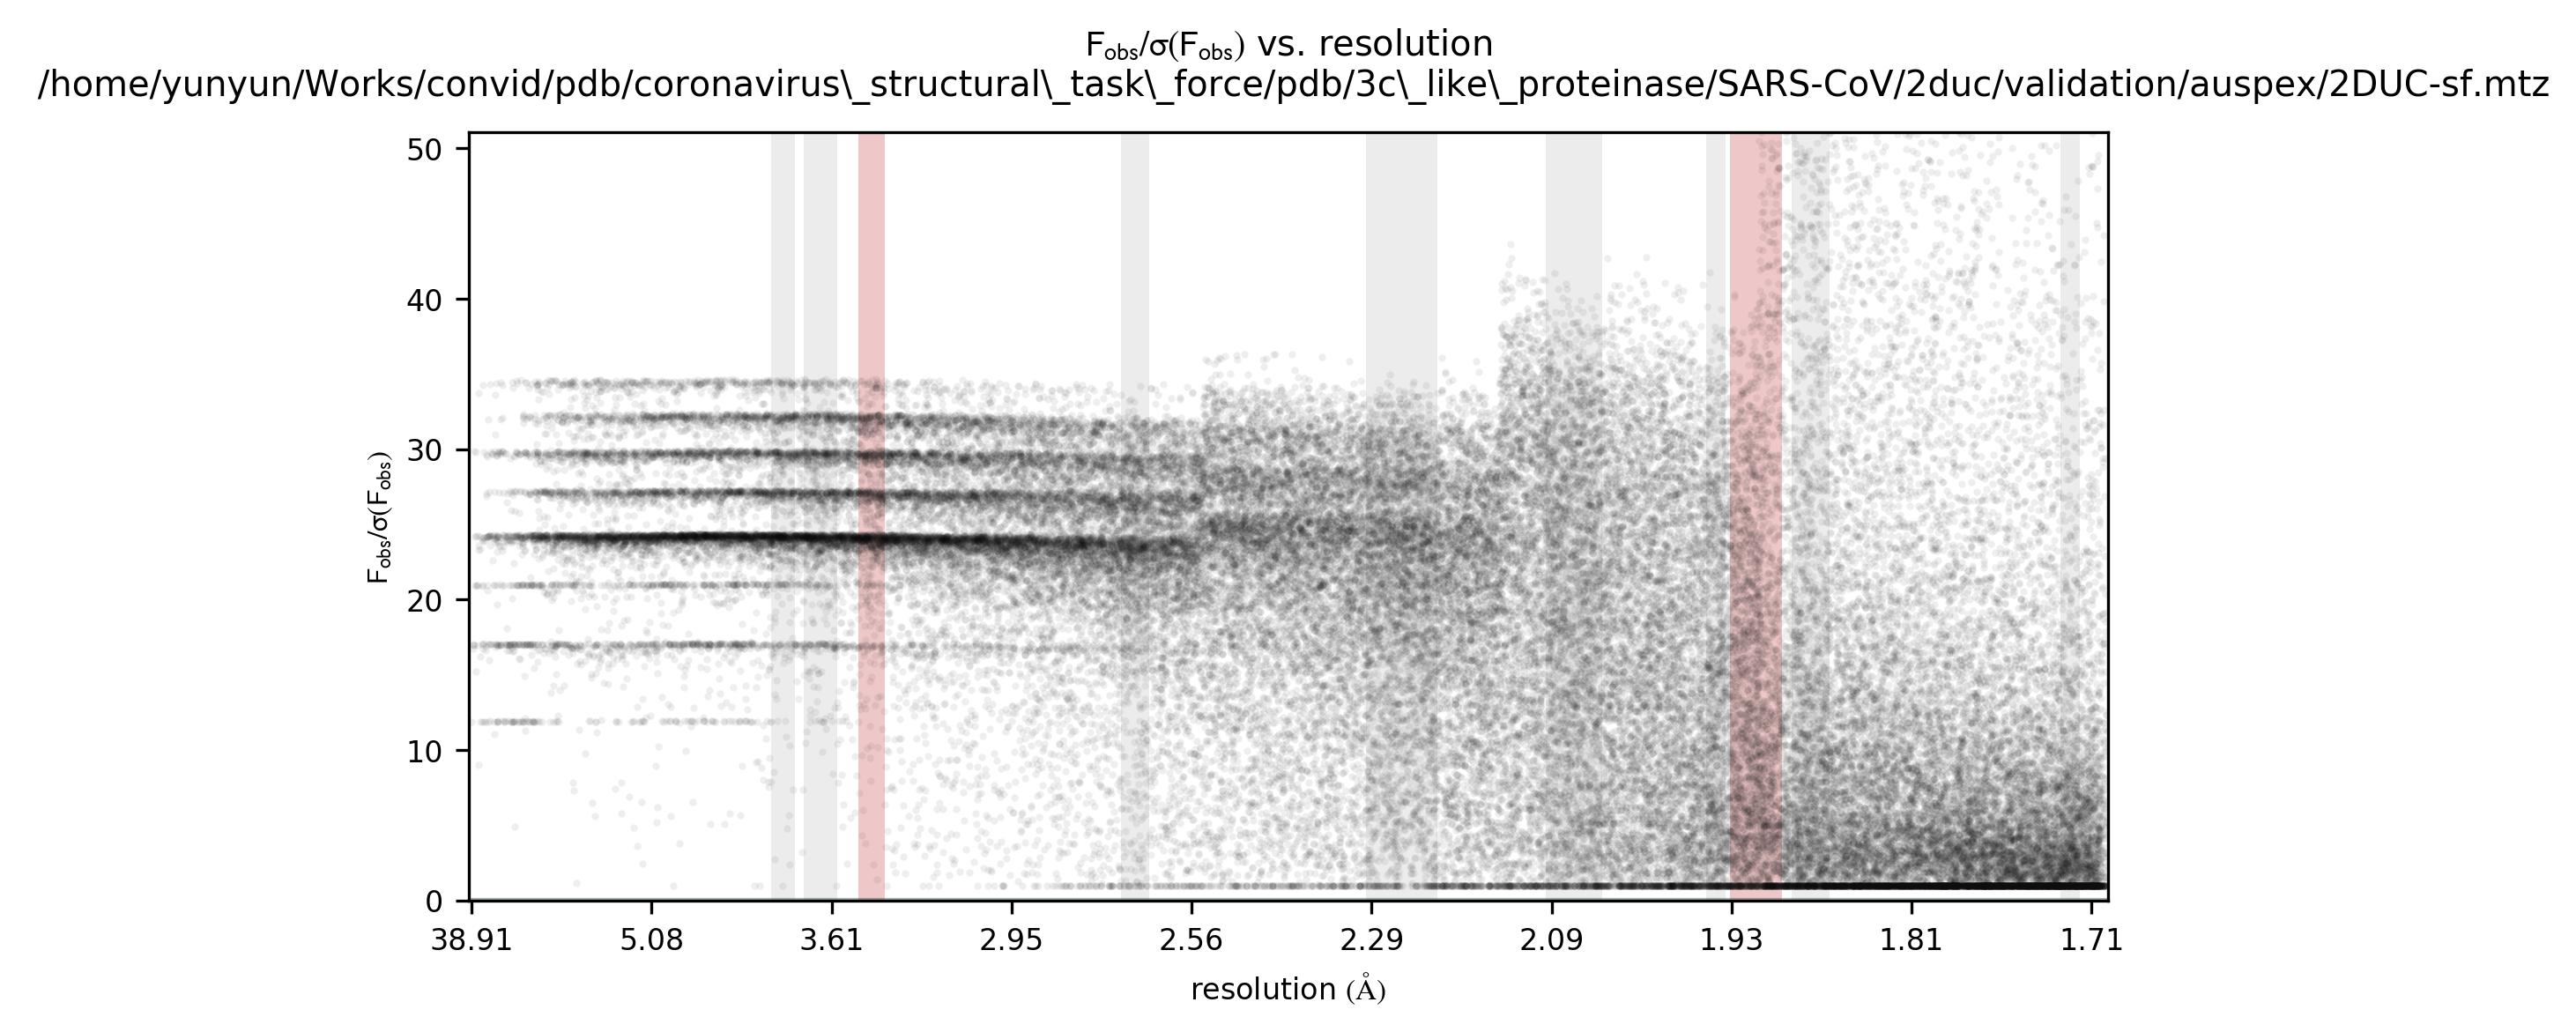 Fobs/σ(Fobs) vs. resolution
/home/yunyun/Works/convid/pdb/coronavirus\_structural\_task\_force/pdb/3c\_like\_proteinase/SARS-CoV/2duc/validation/auspex/2DUC-sf.mtz
Fobs/σ(Fobs)
50
40
30
20
10
0
38.91 5.08 3.61 2.95 2.56 2.29 2.09 1.93 1.81 1.71
resolution (Å)